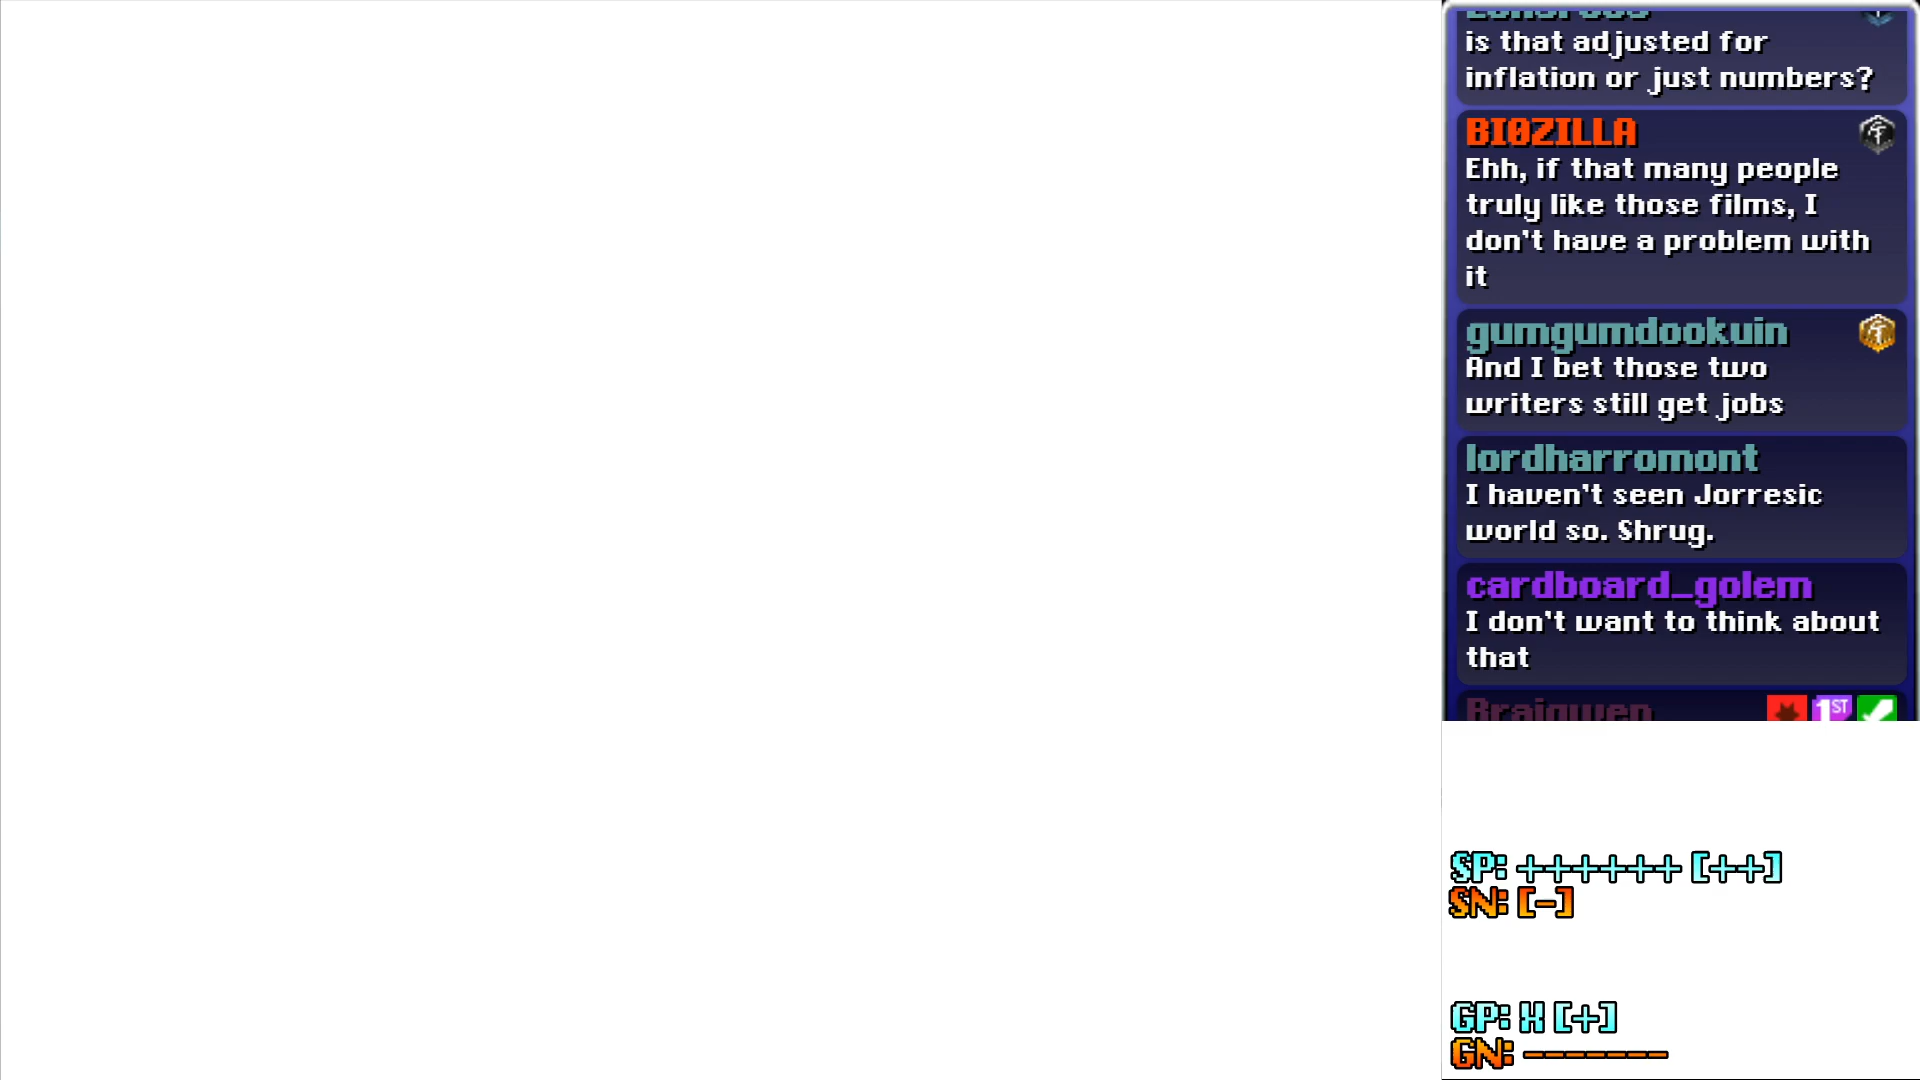 is that adjusted for
inflation or just numbers?
BI0ZILLA
Ehh, if that many people
truly like those films, I
don't have a problem with
it
gumgumdookuin
And I bet those two
writers still get jobs
lordharromont
I haven't seen Jorresic
world so. Shrug.
cardboard_golem
I don't want to think about
that
1ST
SP: ++++++ [++]
SN: [-]
GP: X [+]
GN: -------